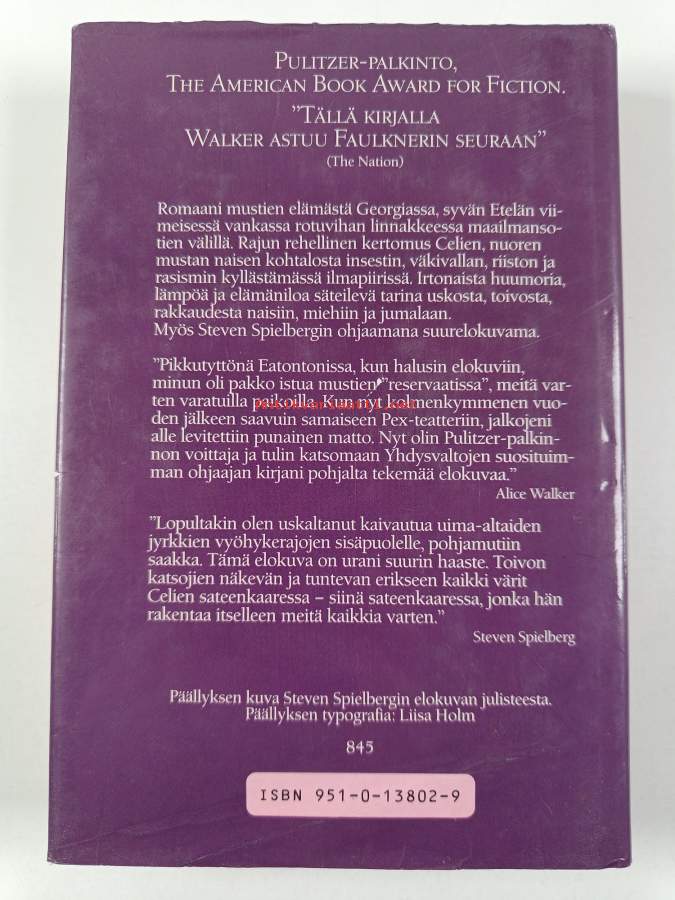 PULITZER-PALKINTO,
THE AMERICAN BOOK AWARD FOR FICTION.
”TÄLLÄ KIRJALLA
WALKER ASTUU FAULKNERIN SEURAAN”
(The Nation)
Romaani mustien elämästä Georgiassa, syvän Etelän vii-
meisessä vankassa rotuvihan linnakkeessa maailmanso-
tien välillä. Rajun rehellinen kertomus Celien, nuoren
mustan naisen kohtalosta insestin, väkivallan, riiston ja
rasismin kyllästämässä ilmapiirissä. Irtonaista huumoria,
lämpöä ja elämäniloa säteilevä tarina uskosta, toivosta,
rakkaudesta naisiin, miehiin ja jumalaan.
Myös Steven Spielbergin ohjaamana suurelokuvama.
”Pikkutyttönä Eatontonissa, kun halusin elokuviin,
minun oli pakko istua mustien ”reservaatissa”, meitä var-
ten varatuilla paikoilla. Kun nyt kolmenkymmenen vuo-
den jälkeen saavuin samaiseen Pex-teatteriin, jalkojeni
alle levitettiin punainen matto. Nyt olin Pulitzer-palkin-
non voittaja ja tulin katsomaan Yhdysvaltojen suosituim-
man ohjaajan kirjani pohjalta tekemää elokuvaa.”
Alice Walker
”Lopultakin olen uskaltanut kaivautua uima-altaiden
jyrkkien vyöhykerajojen sisäpuolelle, pohjamutiin
saakka. Tämä elokuva on urani suurin haaste. Toivon
katsojien näkevän ja tuntevan erikseen kaikki värit
Celien sateenkaaressa – siinä sateenkaaressa, jonka hän
rakentaa itselleen meitä kaikkia varten.”
Steven Spielberg
Päällyksen kuva Steven Spielbergin elokuvan julisteesta.
Päällyksen typografia: Liisa Holm
845
ISBN 951-0-13802-9